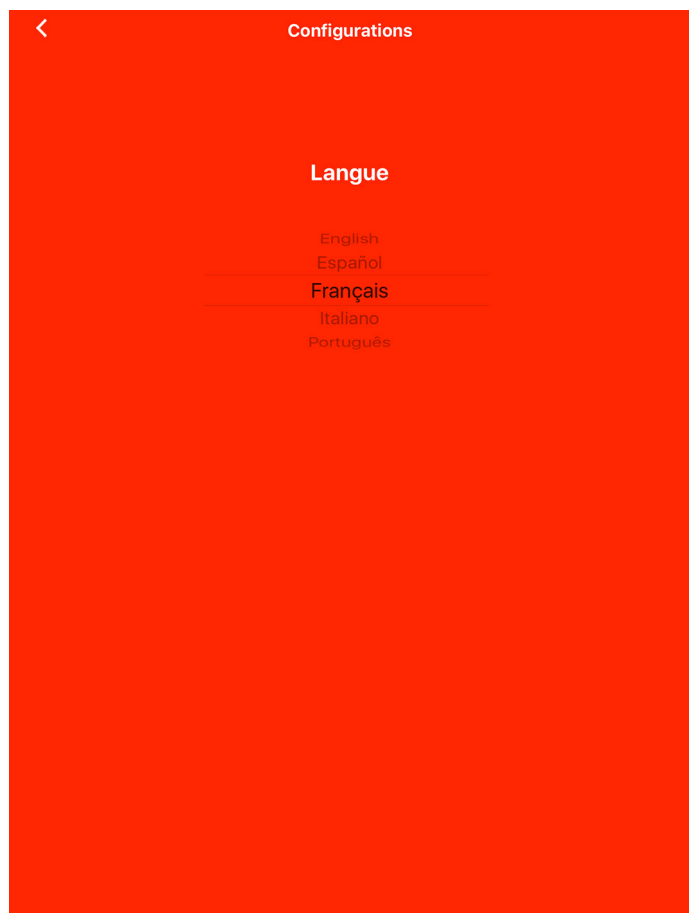 Configurations
Langue
English
Español
Français
Italiano
Português